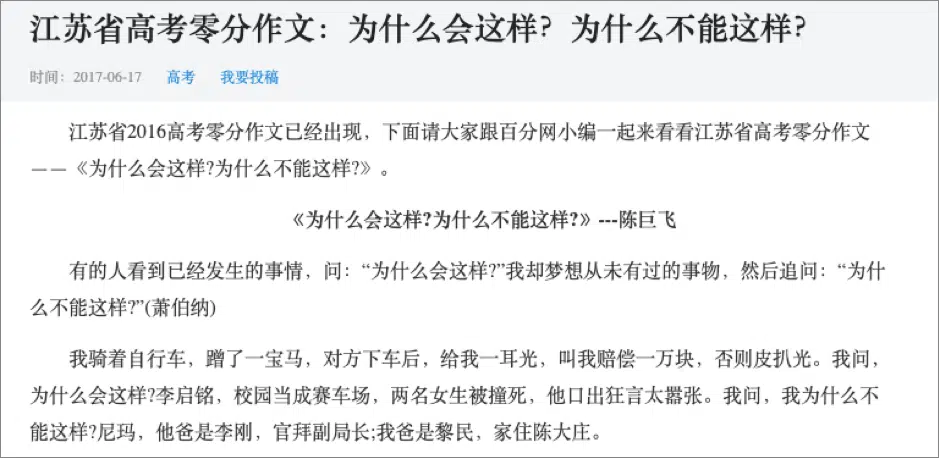 江苏省高考零分作文：为什么会这样？为什么不能这样?
时间：2017-06-17 高考 我要投稿
江苏省2016高考零分作文已经出现，下面请大家跟百分网小编一起来看看江苏省高考零分作文
——《为什么会这样?为什么不能这样?》。
《为什么会这样?为什么不能这样?》---陈巨飞
有的人看到已经发生的事情，问：“为什么会这样?”我却梦想从未有过的事物，然后追问：“为什
么不能这样?”(萧伯纳)
我骑着自行车，蹭了一宝马，对方下车后，给我一耳光，叫我赔偿一万块，否则皮扒光。我问，
为什么会这样?李启铭，校园当成赛车场，两名女生被撞死，他口出狂言太嚣张。我问，我为什么不
能这样?尼玛，他爸是李刚，官拜副局长;我爸是黎民，家住陈大庄。